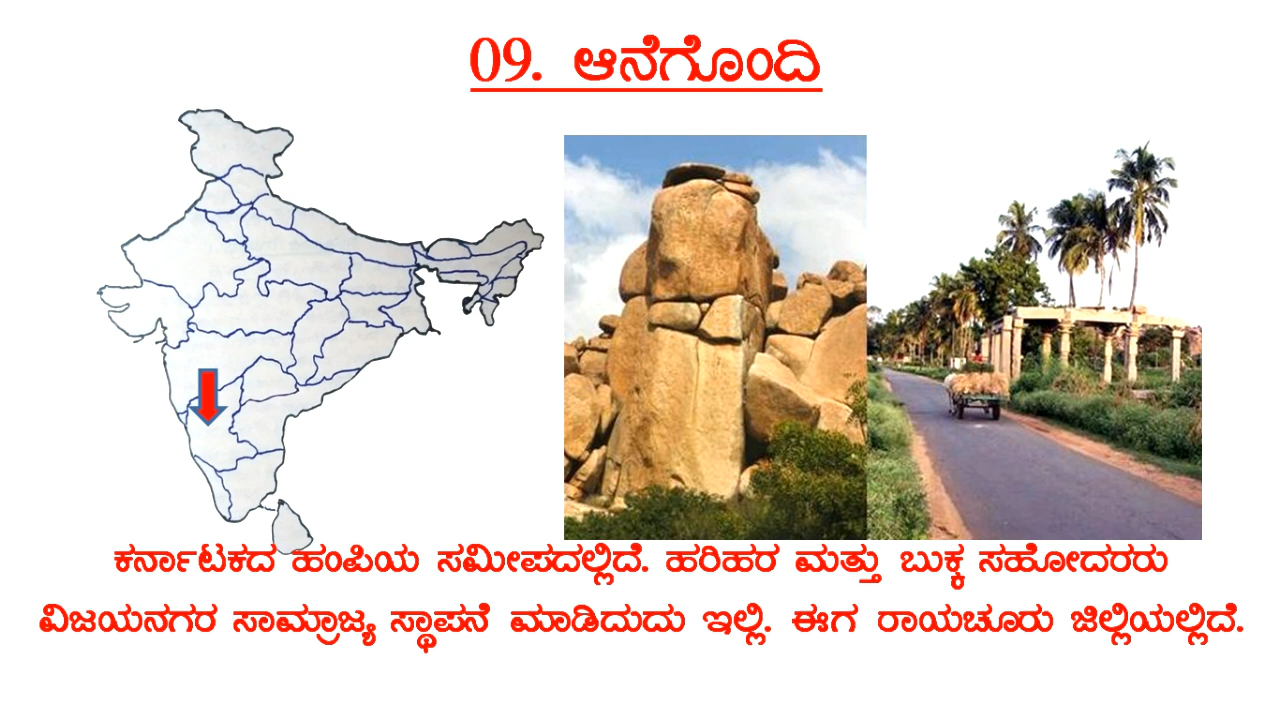 09. ಆನೆಗೊಂದಿ
ಕರ್ನಾಟಕದ ಹಂಪಿಯ ಸಮೀಪದಲ್ಲಿದೆ. ಹರಿಹರ ಮತ್ತು ಬುಕ್ಕ ಸಹೋದರರು
ವಿಜಯನಗರ ಸಾಮ್ರಾಜ್ಯ ಸ್ಥಾಪನೆ ಮಾಡಿದುದು ಇಲ್ಲಿ. ಈಗ ರಾಯಚೂರು ಜಿಲ್ಲಿಯಲ್ಲಿದೆ.